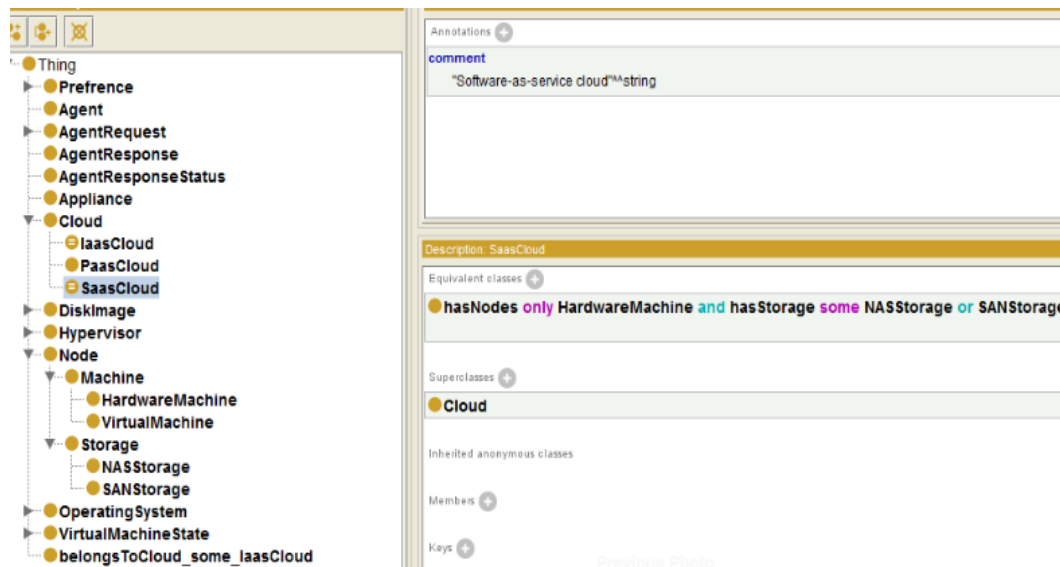 Thing
Prefrence
Agent
AgentRequest
AgentResponse
AgentResponseStatus
Appliance
Cloud
IaasCloud
PaasCloud
SaasCloud
DiskImage
Hypervisor
Node
Machine
HardwareMachine
VirtualMachine
Storage
NASStorage
SANStorage
OperatingSystem
VirtualMachineState
belongsToCloud_some_IaasCloud
Annotations
comment
"Software-as-service cloud"^^string
Description: SaasCloud
Equivalent classes
hasNodes only HardwareMachine and hasStorage some NASStorage or SANStorage
Superclasses
Cloud
Inherited anonymous classes
Members
Keys
Previous Photo